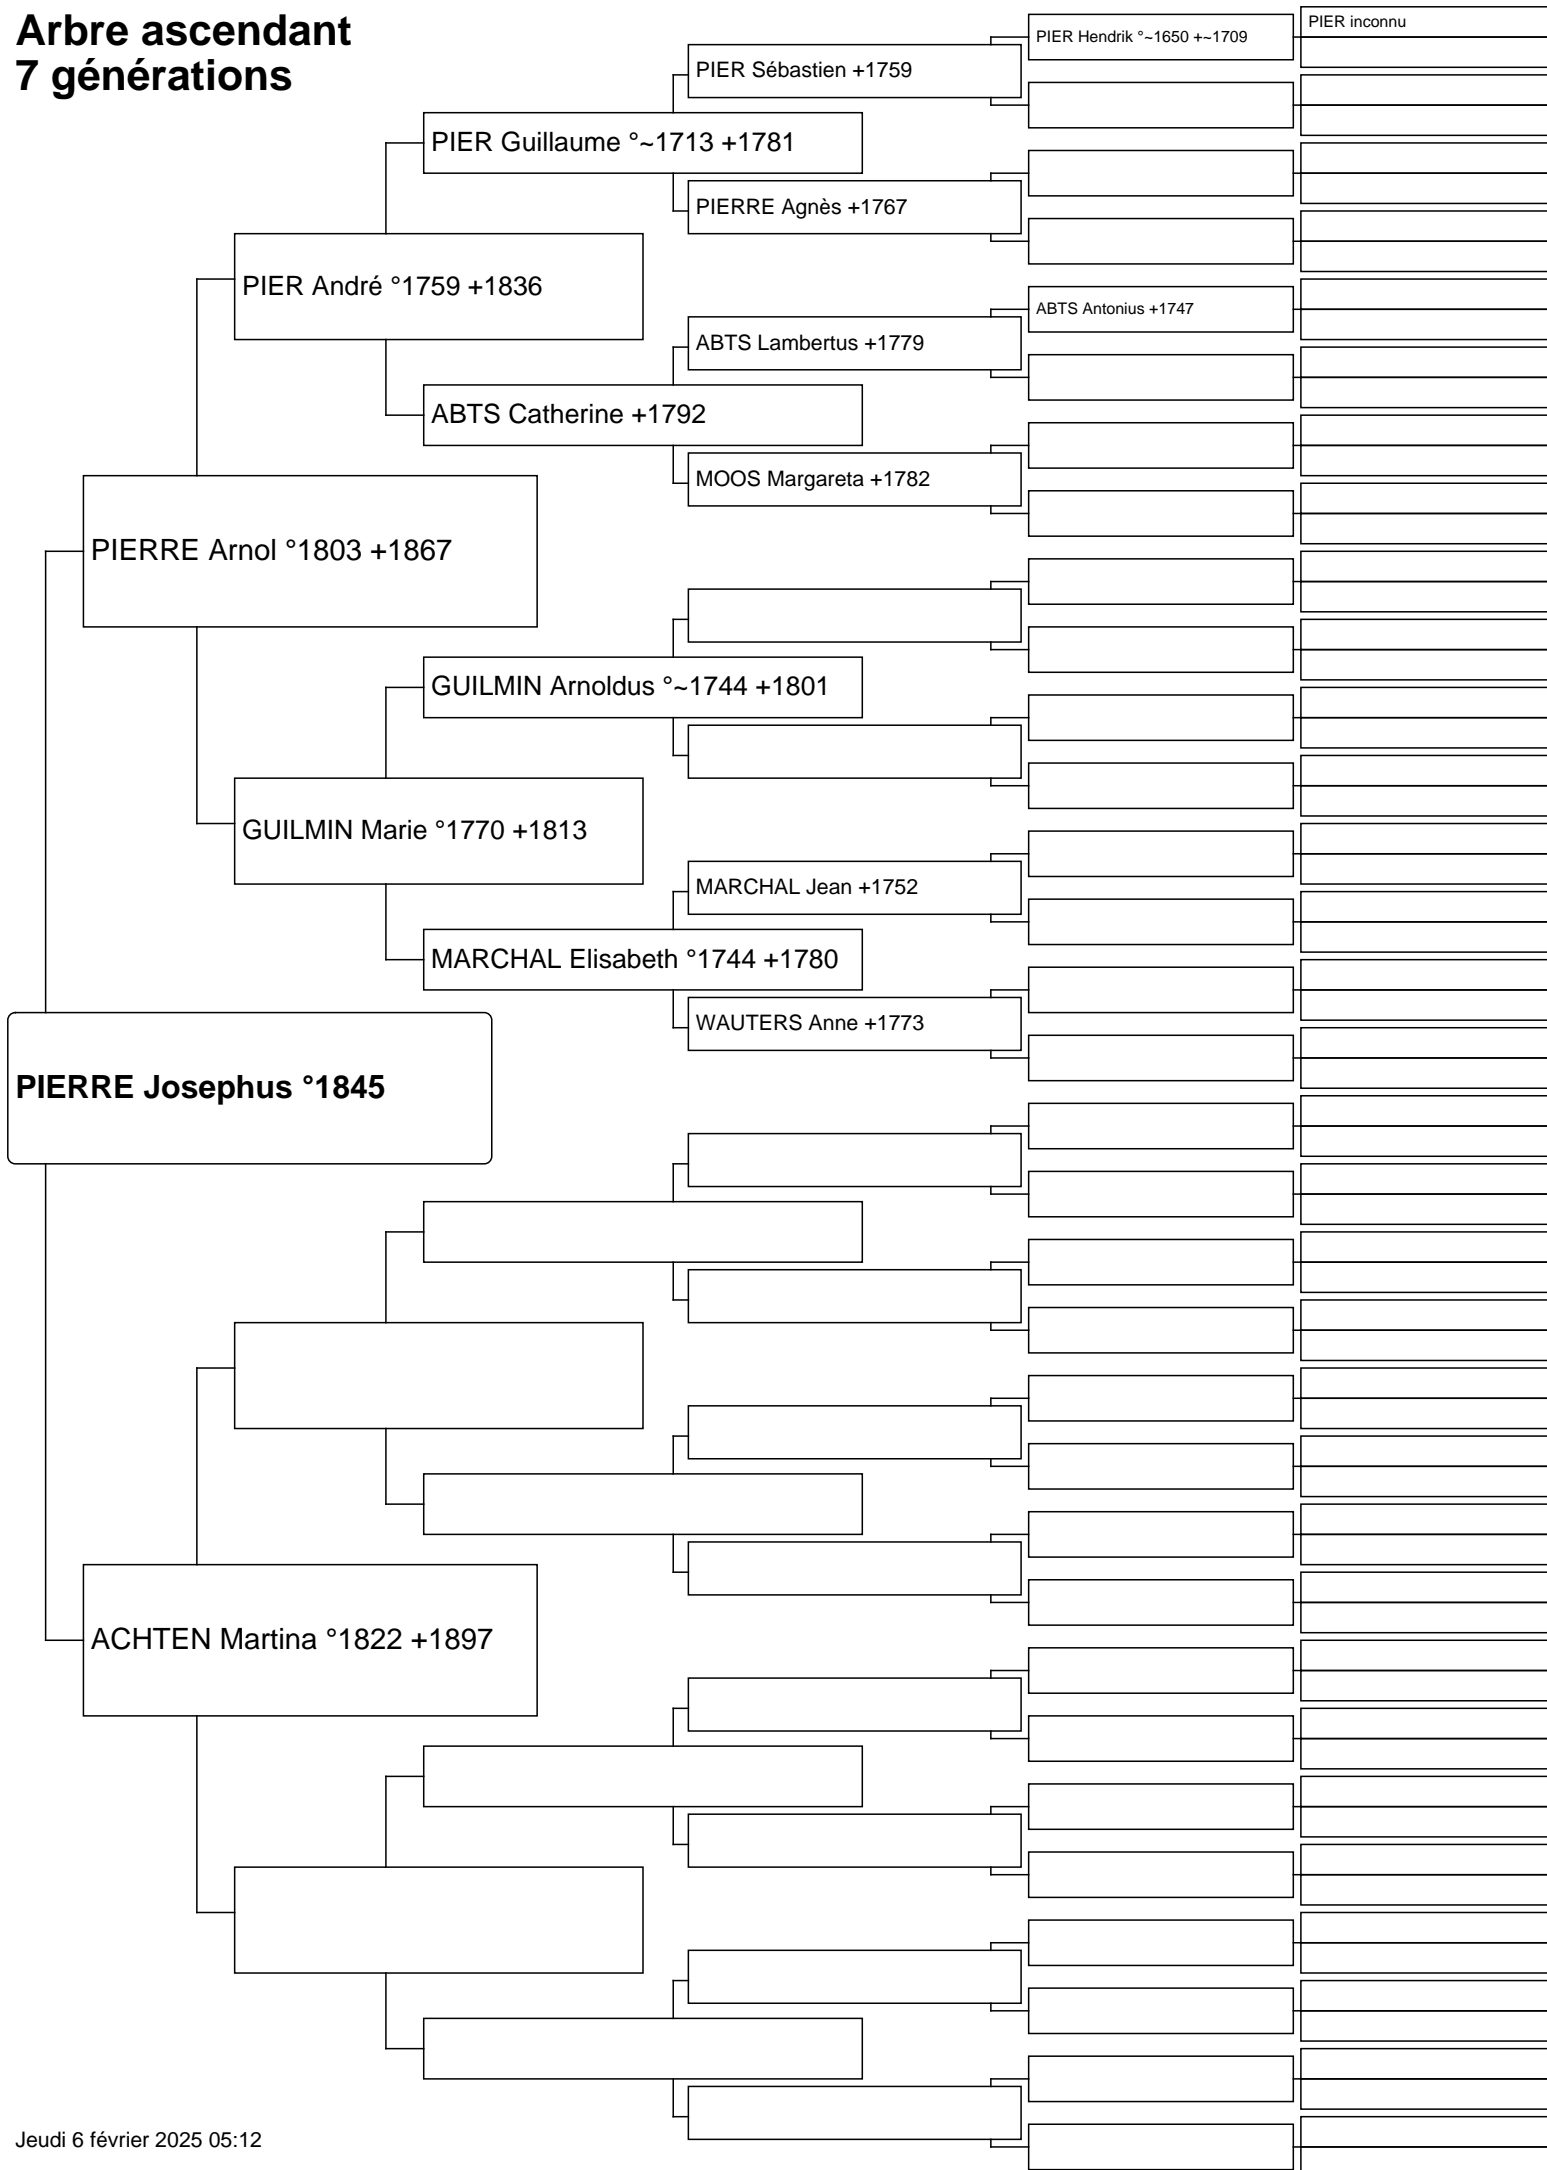 Arbre ascendant
7 générations
PIER inconnu
PIER Hendrik °~1650 +~1709
PIER Sébastien +1759
PIER Guillaume °~1713 +1781
PIERRE Agnès +1767
PIER André °1759 +1836
ABTS Antonius +1747
ABTS Lambertus +1779
ABTS Catherine +1792
MOOS Margareta +1782
PIERRE Arnol °1803 +1867
GUILMIN Arnoldus °~1744 +1801
GUILMIN Marie °1770 +1813
MARCHAL Jean +1752
MARCHAL Elisabeth °1744 +1780
WAUTERS Anne +1773
PIERRE Josephus °1845
ACHTEN Martina °1822 +1897
Jeudi 6 février 2025 05:12